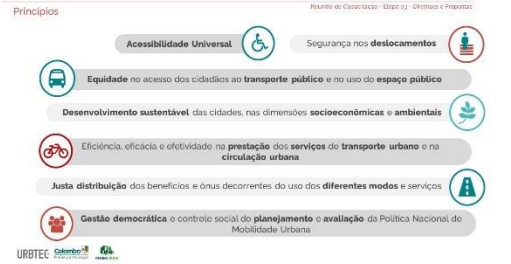 Princípios
Reunião de Capacitação - Etapa 03 - Diretrizes e Propostas
Acessibilidade Universal
Segurança nos deslocamentos
Equidade no acesso dos cidadãos ao transporte público e no uso do espaço público
Desenvolvimento sustentável das cidades, nas dimensões socioeconômicas e ambientais
Eficiência, eficácia e efetividade na prestação dos serviços de transporte urbano e na
circulação urbana
Justa distribuição dos benefícios e ônus decorrentes do uso dos diferentes modos e serviços
Gestão democrática e controle social do planejamento e avaliação da Política Nacional de
Mobilidade Urbana
URBTEC Colombo